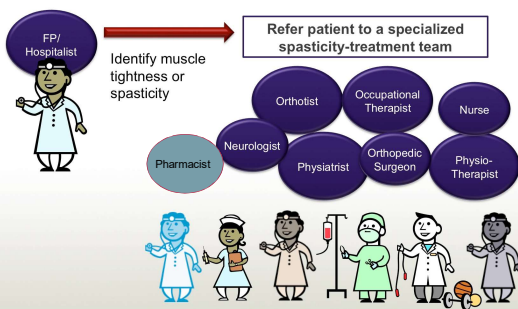 FP/
Hospitalist
Refer patient to a specialized
spasticity-treatment team
Identify muscle
tightness or
spasticity
Orthotist
Occupational
Therapist
Nurse
Neurologist
Pharmacist
Physiatrist
Orthopedic
Surgeon
Physio-
Therapist